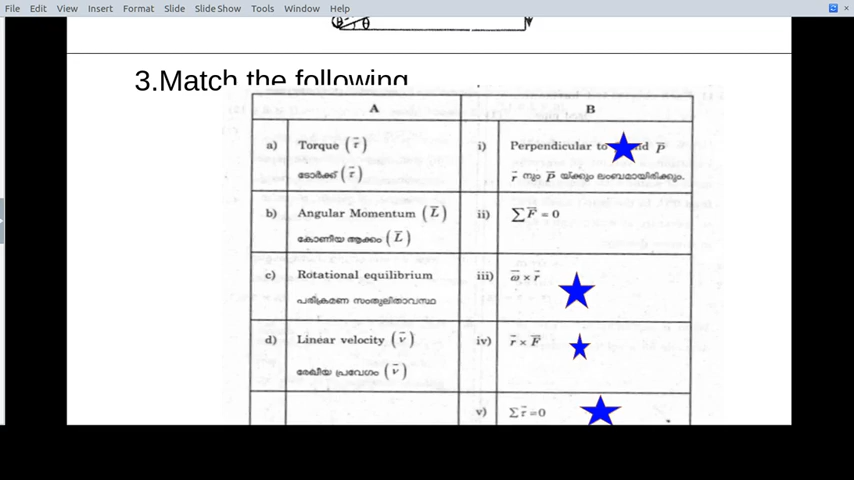 File Edit View Insert Format Slide Slide Show Tools Window Help
θ
3.Match the following
A B
a) Torque (τ⃗) i) Perpendicular to nd p⃗
ടോർക്ക് (τ⃗) r⃗ നും P⃗ യ്ക്കും ലംബമായിരിക്കും.
b) Angular Momentum (L⃗) ii) ∑F⃗ = 0
കോണീയ ആക്കം (L⃗)
c) Rotational equilibrium iii) ω⃗ × r⃗
പരിക്രമണ സംതുലിതാവസ്ഥ
d) Linear velocity (v⃗) iv) r⃗ × F⃗
രേഖീയ പ്രവേഗം (v⃗)
v) Στ⃗=0